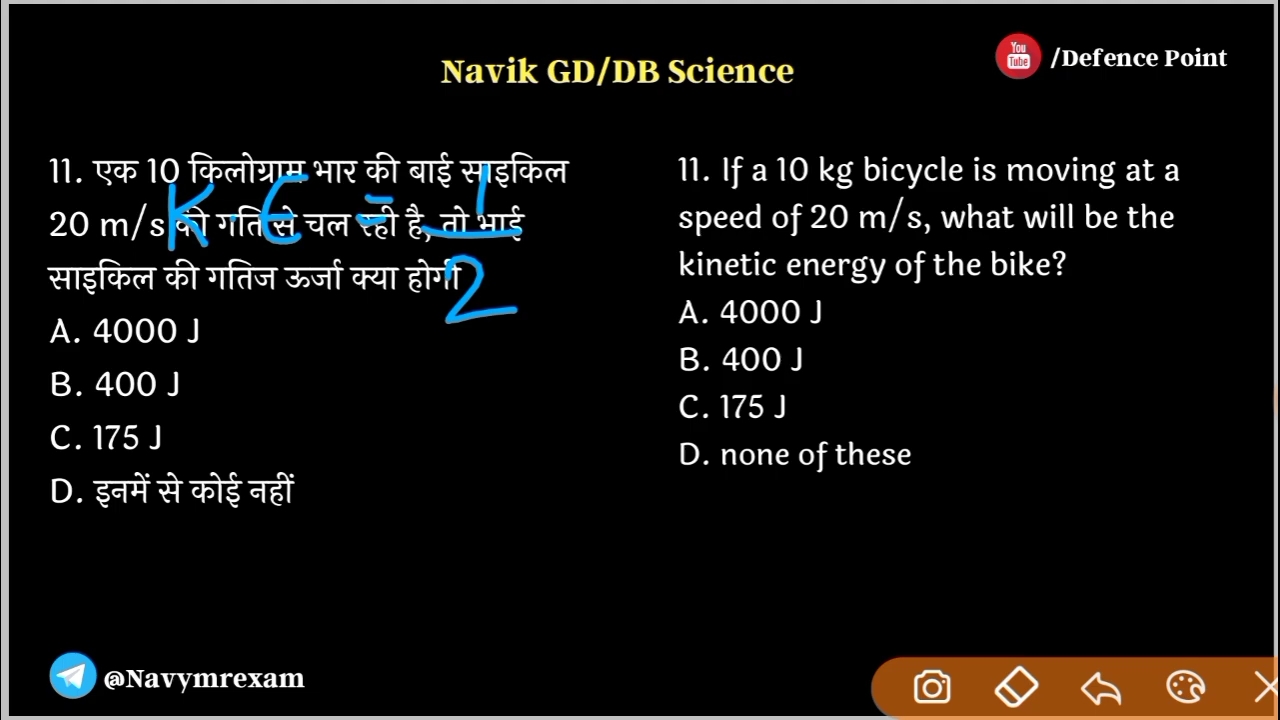 Navik GD/DB Science
You
Tube
/Defence Point
11. एक 10 किलोग्राम भार की बाई साइकिल
20 m/s की गति से चल रही है, तो भाई
साइकिल की गतिज ऊर्जा क्या होगी
A. 4000 J
B. 400 J
C. 175 J
D. इनमें से कोई नहीं
K.E = 1
2
11. If a 10 kg bicycle is moving at a
speed of 20 m/s, what will be the
kinetic energy of the bike?
A. 4000 J
B. 400 J
C. 175 J
D. none of these
@Navymrexam